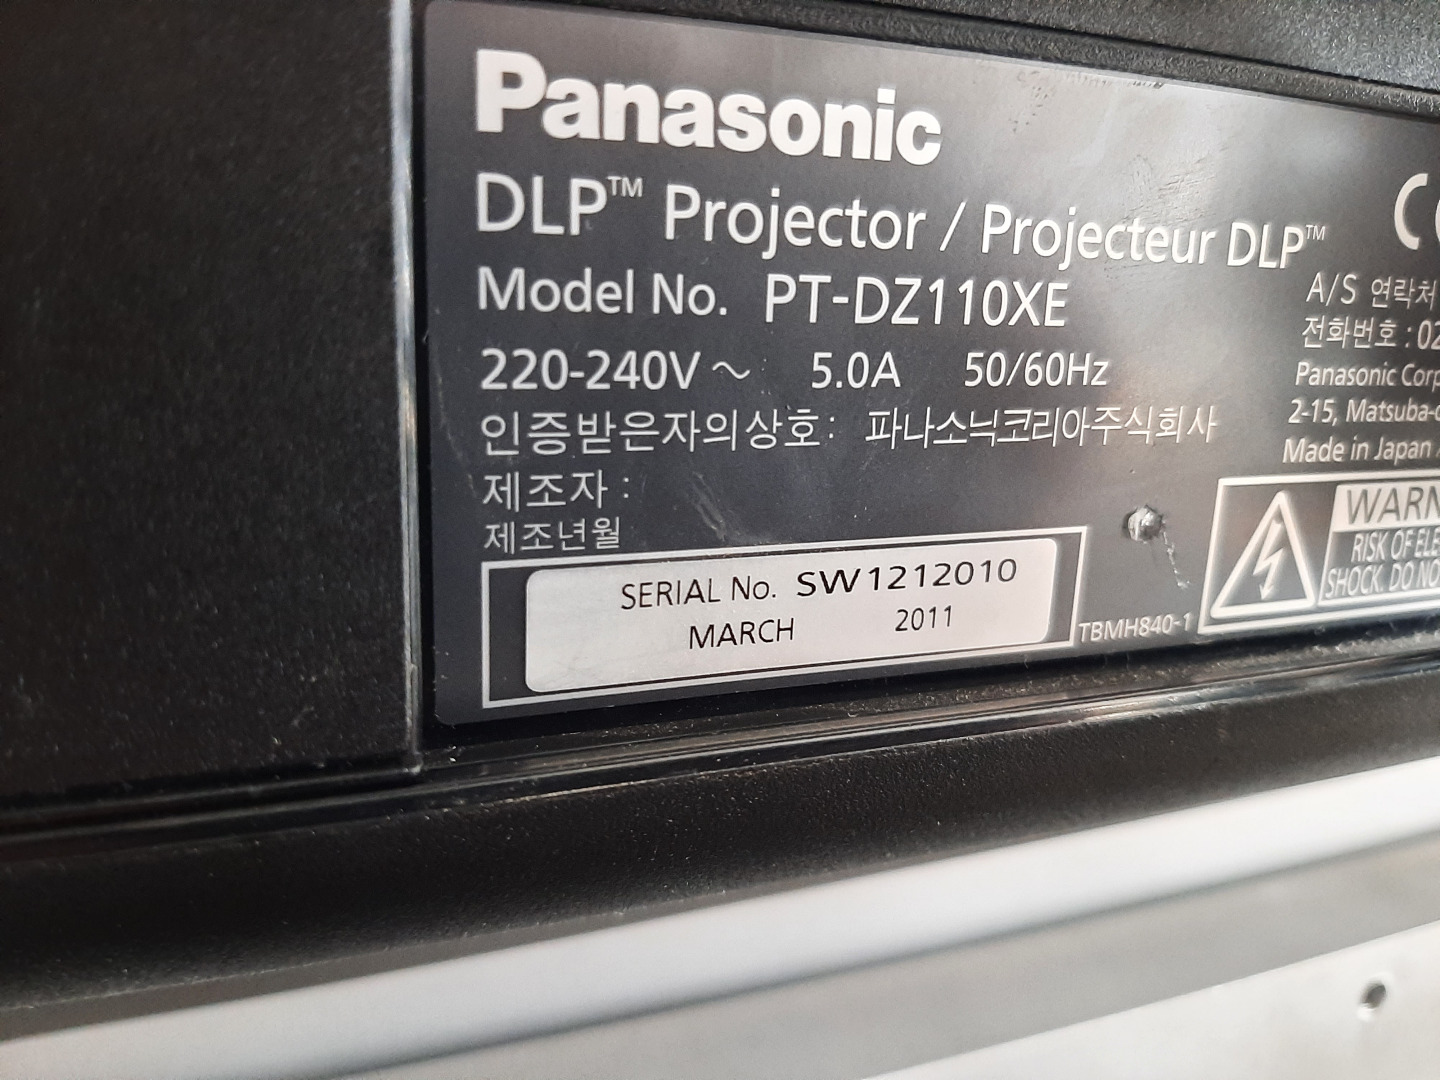 Panasonic
DLP™ Projector / Projecteur DLP™
Model No. PT-DZ110XE
220-240V ~ 5.0A 50/60Hz
인증받은자의상호: 파나소닉코리아주식회사
제조자 :
제조년월
SERIAL No. SW1212010
MARCH 2011
TBMH840-1
A/S 연락처
전화번호 : 02
Panasonic Corp
2-15, Matsuba-c
Made in Japan
WARN
RISK OF ELE
SHOCK. DO NO